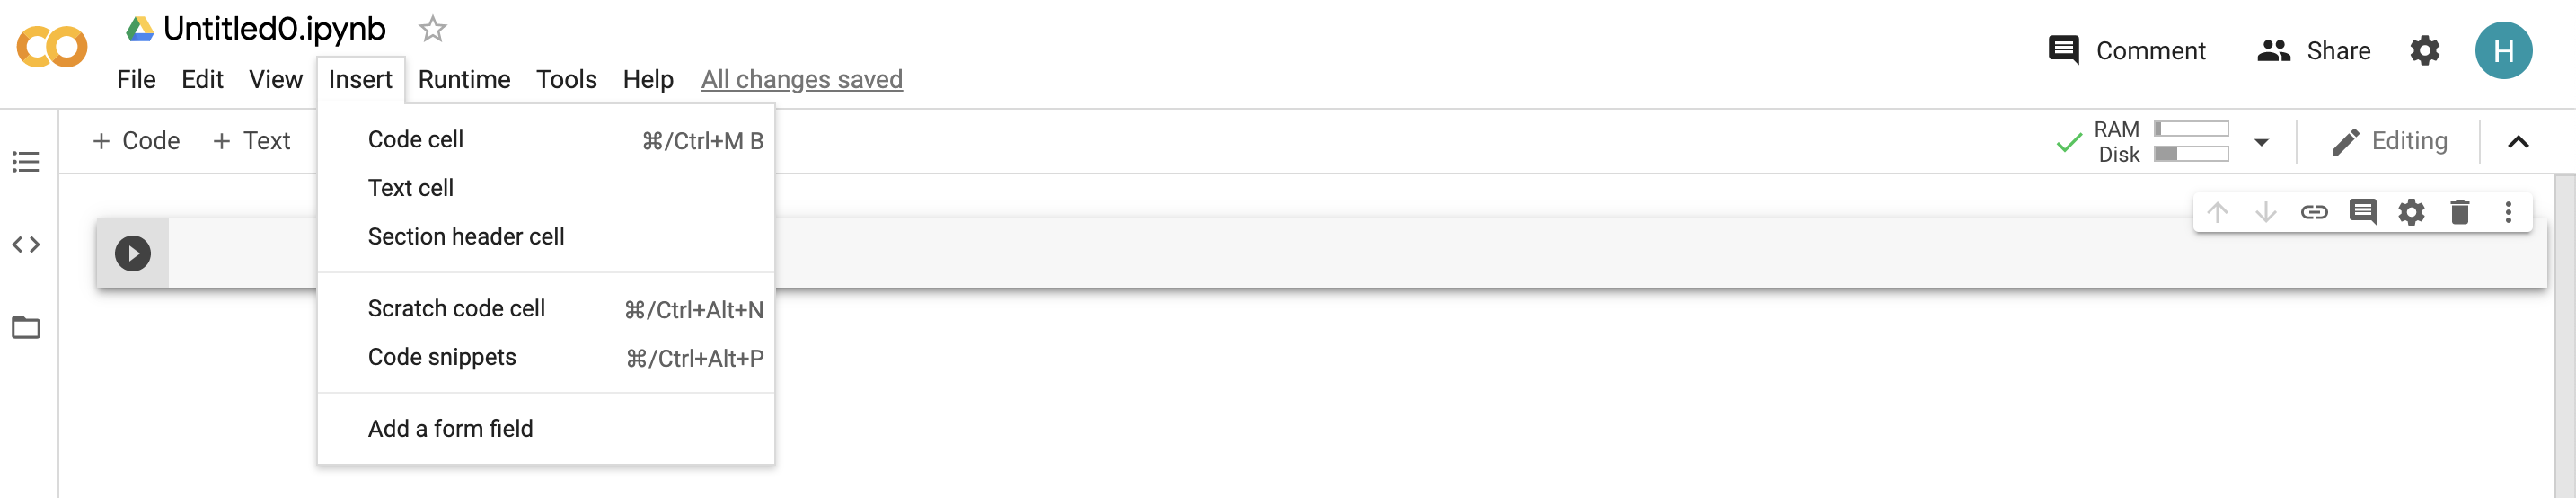 Untitled0.ipynb
File Edit View Insert Runtime Tools Help All changes saved
Comment Share H
+ Code + Text
RAM
Disk
Editing
Code cell ⌘/Ctrl+M B
Text cell
Section header cell
Scratch code cell ⌘/Ctrl+Alt+N
Code snippets ⌘/Ctrl+Alt+P
Add a form field